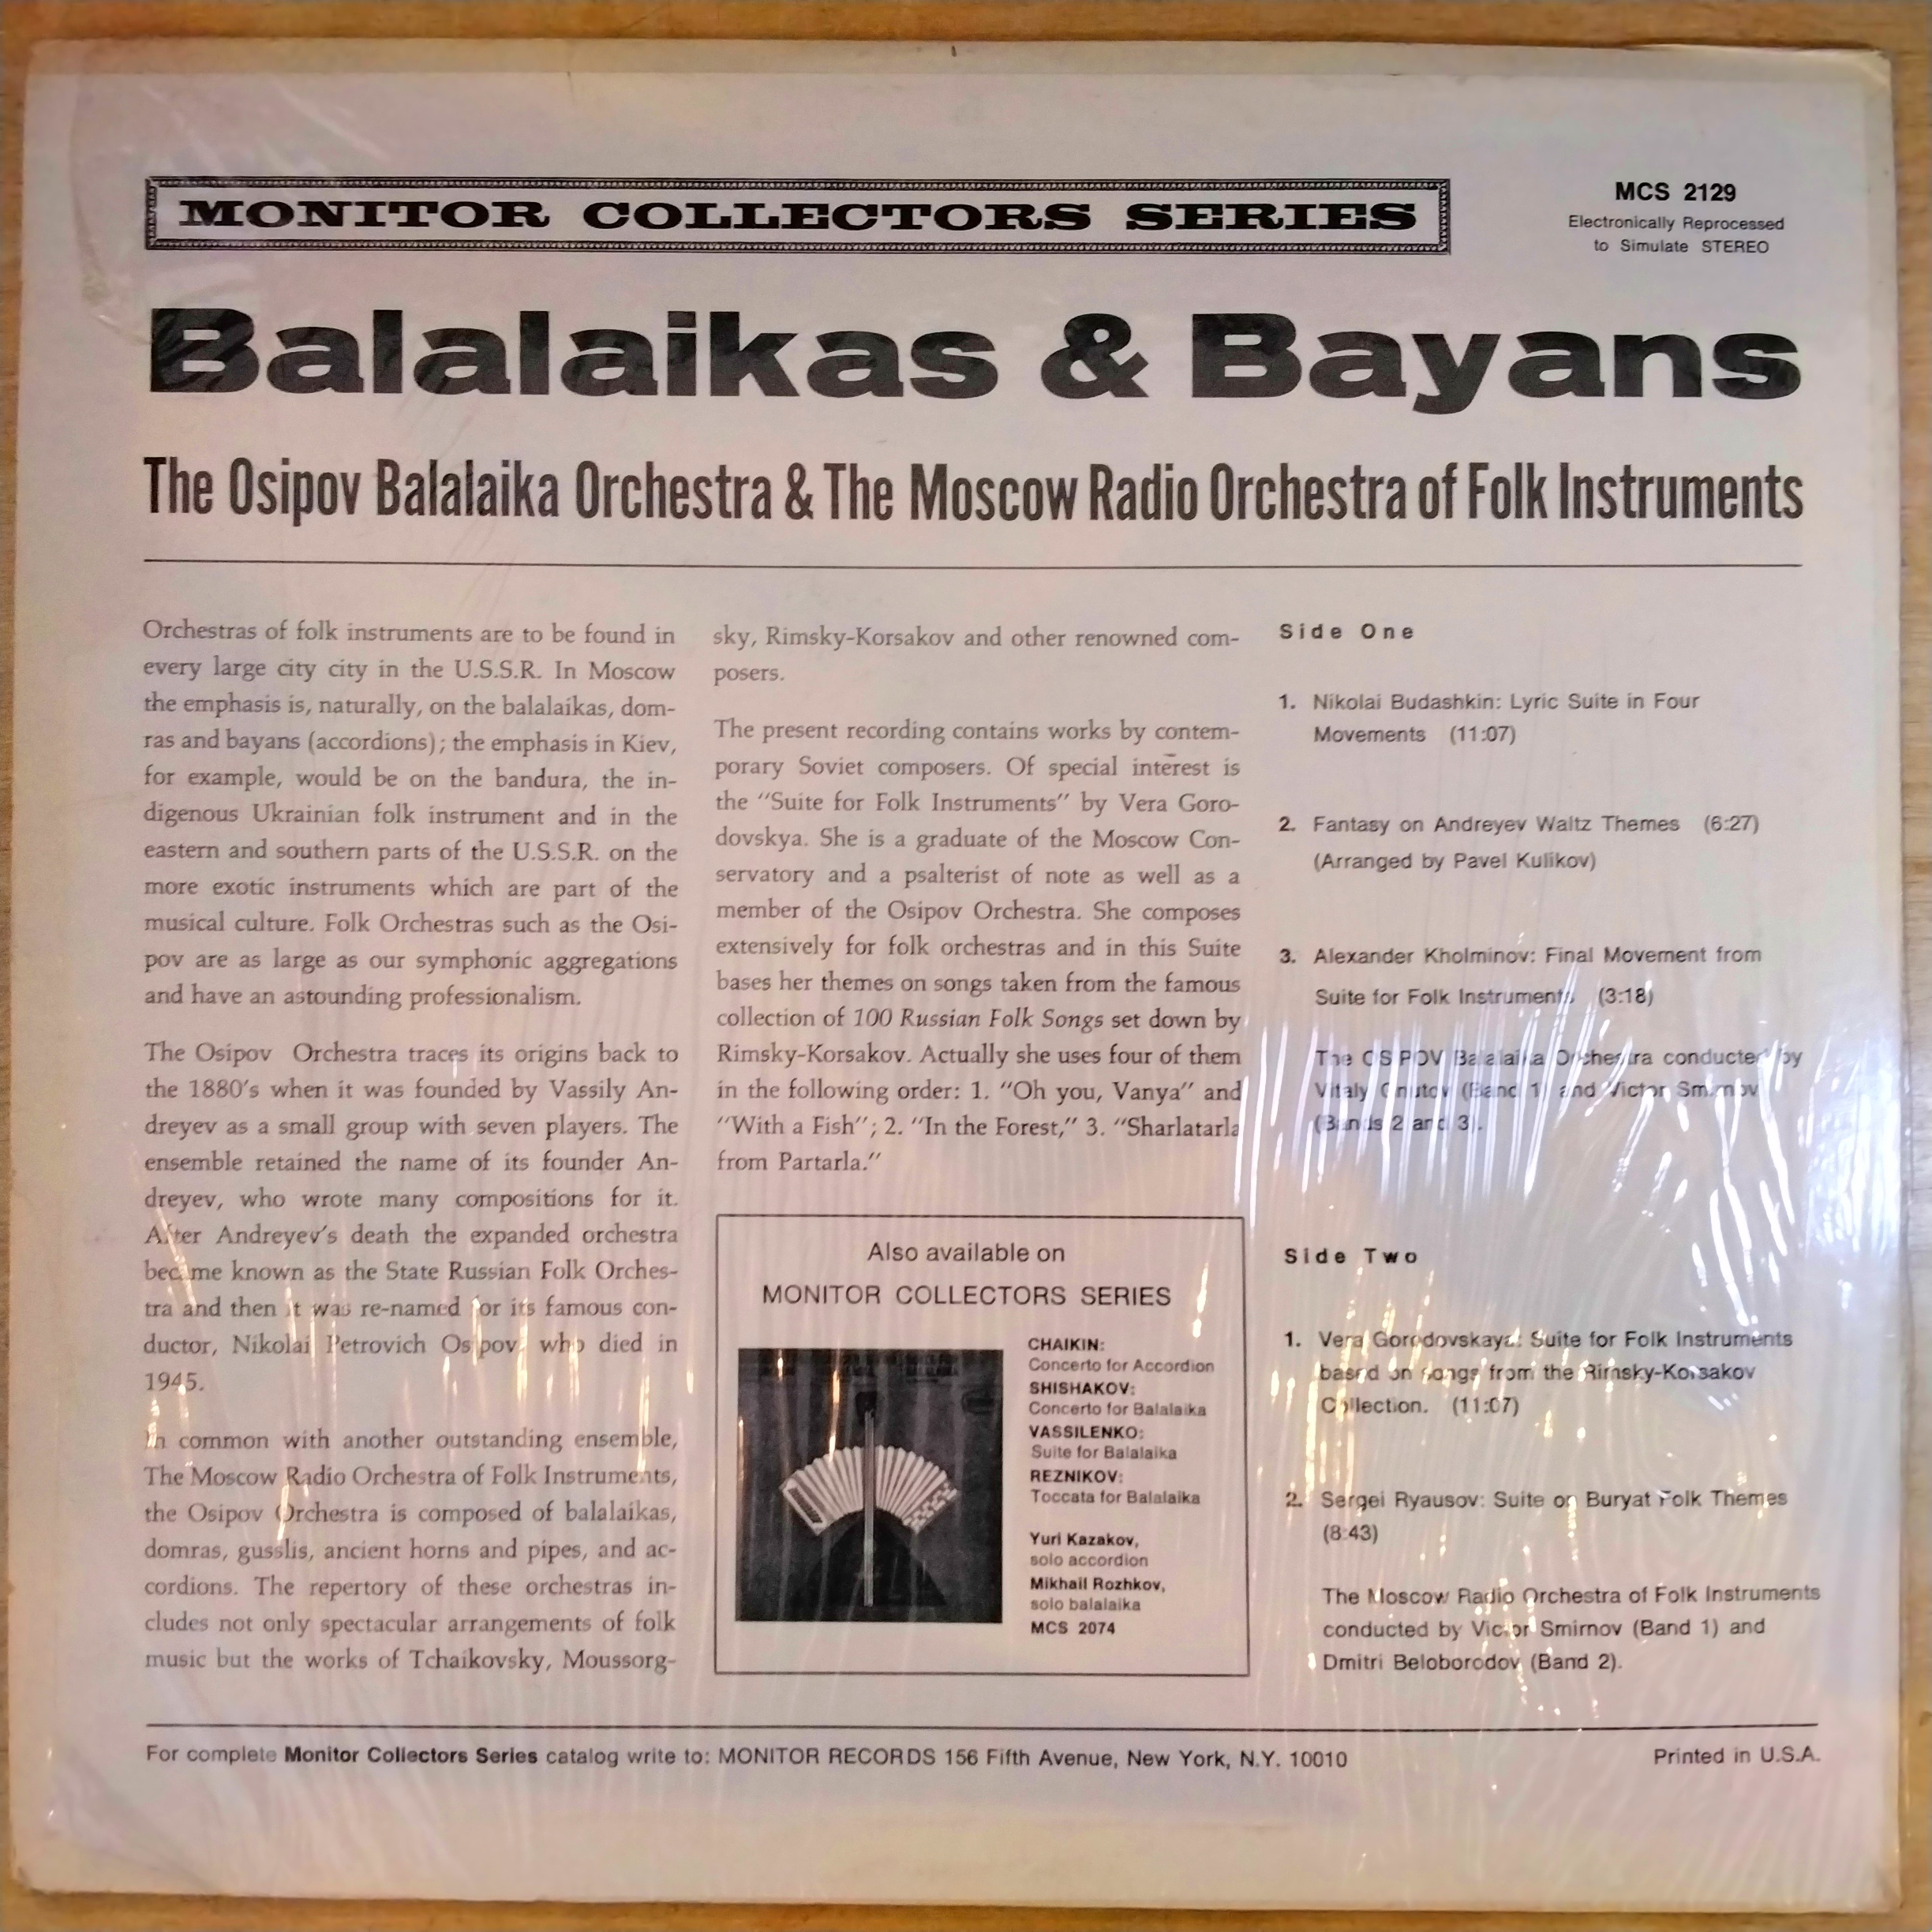 MONITOR COLLECTORS SERIES
MCS 2129
Electronically Reprocessed
to Simulate STEREO
Balalaikas & Bayans
The Osipov Balalaika Orchestra & The Moscow Radio Orchestra of Folk Instruments
Orchestras of folk instruments are to be found in
every large city city in the U.S.S.R. In Moscow
the emphasis is, naturally, on the balalaikas, dom-
ras and bayans (accordions); the emphasis in Kiev,
for example, would be on the bandura, the in-
digenous Ukrainian folk instrument and in the
eastern and southern parts of the U.S.S.R. on the
more exotic instruments which are part of the
musical culture. Folk Orchestras such as the Osi-
pov are as large as our symphonic aggregations
and have an astounding professionalism.
The Osipov Orchestra traces its origins back to
the 1880's when it was founded by Vassily An-
dreyev as a small group with seven players. The
ensemble retained the name of its founder An-
dreyev, who wrote many compositions for it.
After Andreyev's death the expanded orchestra
became known as the State Russian Folk Orches-
tra and then it was re-named for its famous con-
ductor, Nikolai Petrovich Osipov, who died in
1945.
In common with another outstanding ensemble,
The Moscow Radio Orchestra of Folk Instruments,
the Osipov Orchestra is composed of balalaikas,
domras, gusslis, ancient horns and pipes, and ac-
cordions. The repertory of these orchestras in-
cludes not only spectacular arrangements of folk
music but the works of Tchaikovsky, Moussorg-
sky, Rimsky-Korsakov and other renowned com-
posers.
The present recording contains works by contem-
porary Soviet composers. Of special interest is
the "Suite for Folk Instruments" by Vera Goro-
dovskya. She is a graduate of the Moscow Con-
servatory and a psalterist of note as well as a
member of the Osipov Orchestra. She composes
extensively for folk orchestras and in this Suite
bases her themes on songs taken from the famous
collection of 100 Russian Folk Songs set down by
Rimsky-Korsakov. Actually she uses four of them
in the following order: 1. "Oh you, Vanya" and
"With a Fish"; 2. "In the Forest," 3. "Sharlatarla
from Partarla."
Also available on
MONITOR COLLECTORS SERIES
CHAIKIN:
Concerto for Accordion
SHISHAKOV:
Concerto for Balalaika
VASSILENKO:
Suite for Balalaika
REZNIKOV:
Toccata for Balalaika
Yuri Kazakov,
solo accordion
Mikhail Rozhkov,
solo balalaika
MCS 2074
Side One
1. Nikolai Budashkin: Lyric Suite in Four
Movements (11:07)
2. Fantasy on Andreyev Waltz Themes (6:27)
(Arranged by Pavel Kulikov)
3. Alexander Kholminov: Final Movement from
Suite for Folk Instruments (3:18)
The OSIPOV Balalaika Orchestra conducted by
Vitaly Gnutov (Band 1) and Victor Smirnov
(Bands 2 and 3).
Side Two
1. Vera Gorodovskaya: Suite for Folk Instruments
based on songs from the Rimsky-Korsakov
Collection. (11:07)
2. Sergei Ryausov: Suite on Buryat Folk Themes
(8:43)
The Moscow Radio Orchestra of Folk Instruments
conducted by Victor Smirnov (Band 1) and
Dmitri Beloborodov (Band 2).
For complete Monitor Collectors Series catalog write to: MONITOR RECORDS 156 Fifth Avenue, New York, N.Y. 10010
Printed in U.S.A.